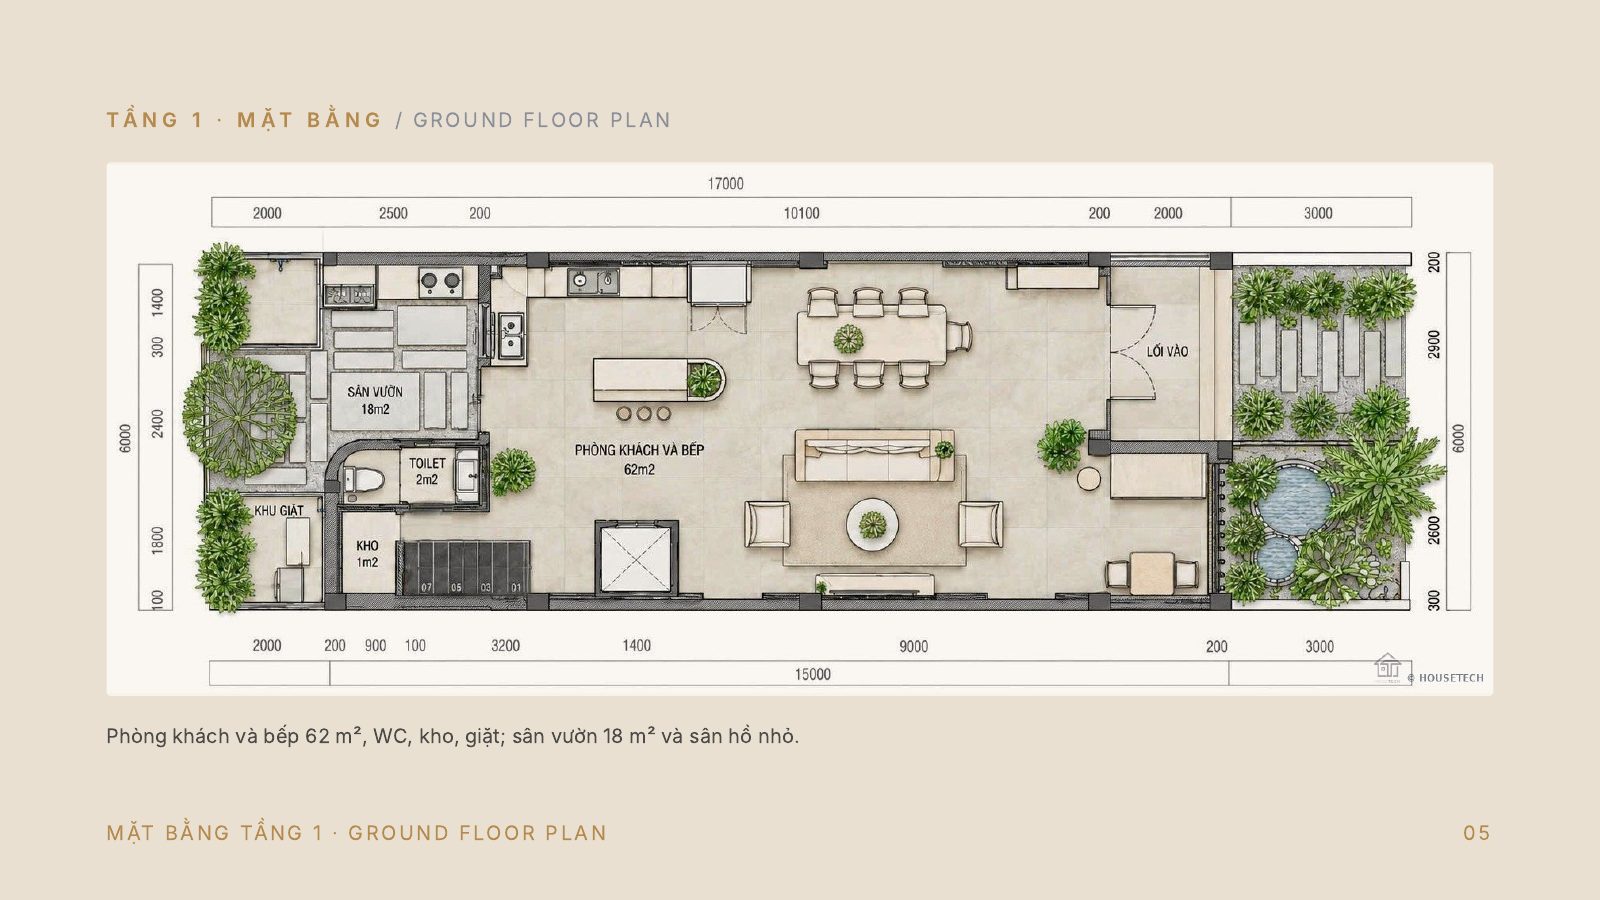 TẦNG 1 · MẶT BẰNG / GROUND FLOOR PLAN
17000
2000 2500 200 10100 200 2000 3000
6000
1400
300
2400
1800
100
SÂN VƯỜN
18m2
TOILET
2m2
KHU GIẶT
KHO
1m2
07 05 03 01
PHÒNG KHÁCH VÀ BẾP
62m2
LỐI VÀO
200
2900
2600
300
6000
2000 200 900 100 3200 1400 9000 200 3000
15000
© HOUSETECH
Phòng khách và bếp 62 m², WC, kho, giặt; sân vườn 18 m² và sân hồ nhỏ.
MẶT BẰNG TẦNG 1 · GROUND FLOOR PLAN
05